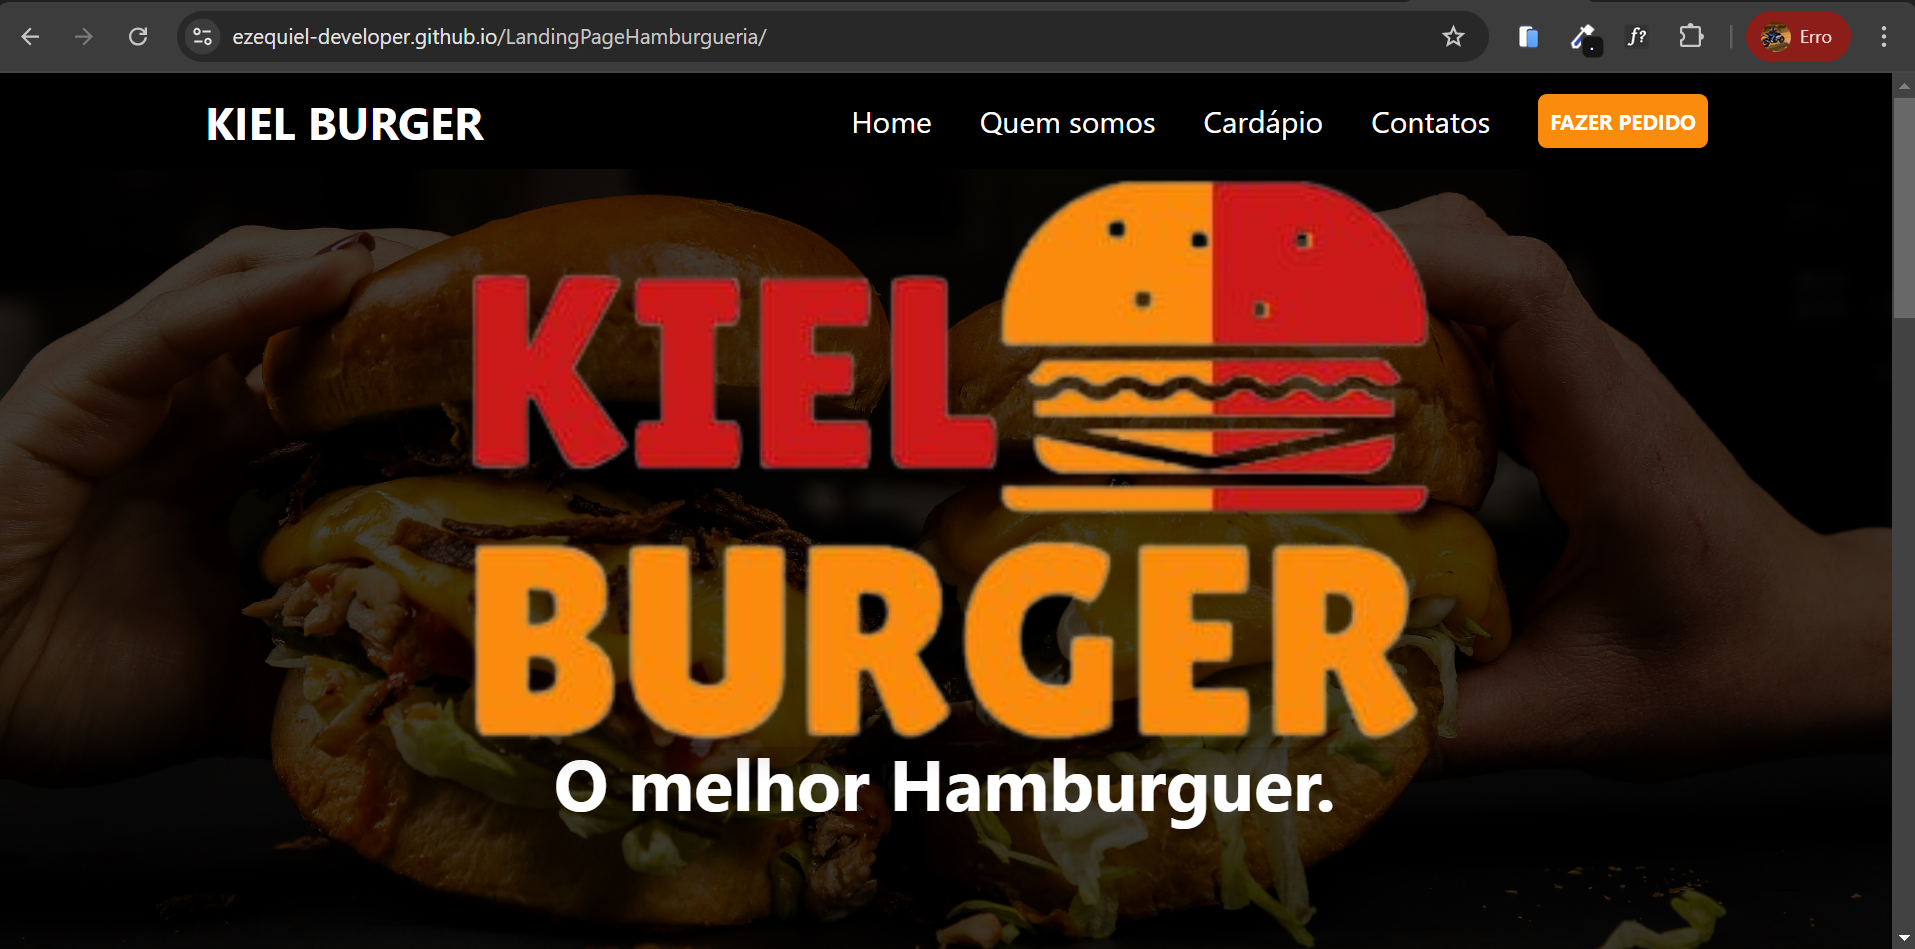 ezequiel-developer.github.io/LandingPageHamburgueria/
f?
Erro
KIEL BURGER
Home
Quem somos
Cardápio
Contatos
FAZER PEDIDO
KIEL
BURGER
O melhor Hamburguer.